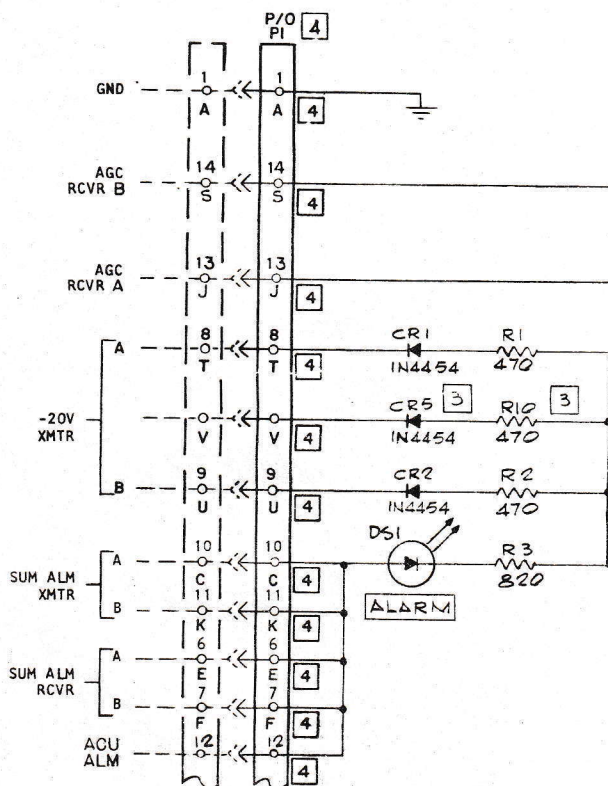 P/O
P1 4
GND 1 1
A A 4
AGC
RCVR B 14 14
S S 4
AGC
RCVR A 13 13
J J 4
A 8 8 CR1 R1
T T 4 IN4454 470
-20V
XMTR CR5 3 R10 3
V V 4 IN4454 470
B 9 9 CR2 R2
U U 4 IN4454 470
DS1
SUM ALM
XMTR A 10 10 R3
C C 4 820
B 11 11 ALARM
K K 4
SUM ALM
RCVR A 6 6
E E 4
B 7 7
F F 4
ACU
ALM 12 12
4